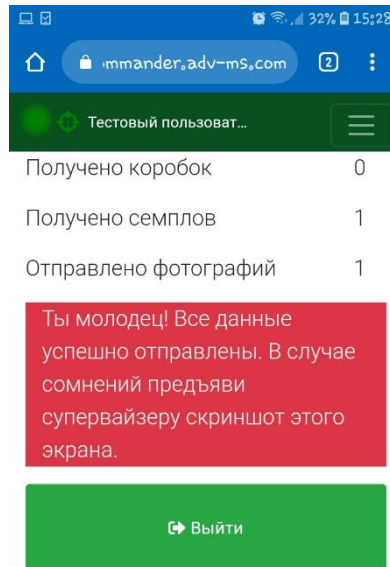 32% 15:28
mmander.adv-ms.com 2
Тестовый пользоват...
Получено коробок 0
Получено семплов 1
Отправлено фотографий 1
Ты молодец! Все данные
успешно отправлены. В случае
сомнений предъяви
супервайзеру скриншот этого
экрана.
Выйти